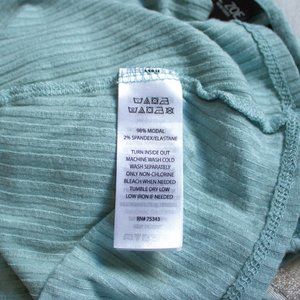 98% MODAL
2% SPANDEX/ELASTANE
TURN INSIDE OUT
MACHINE WASH COLD
WASH SEPARATELY
ONLY NON-CHLORINE
BLEACH WHEN NEEDED
TUMBLE DRY LOW
LOW IRON IF NEEDED
RN# 75343